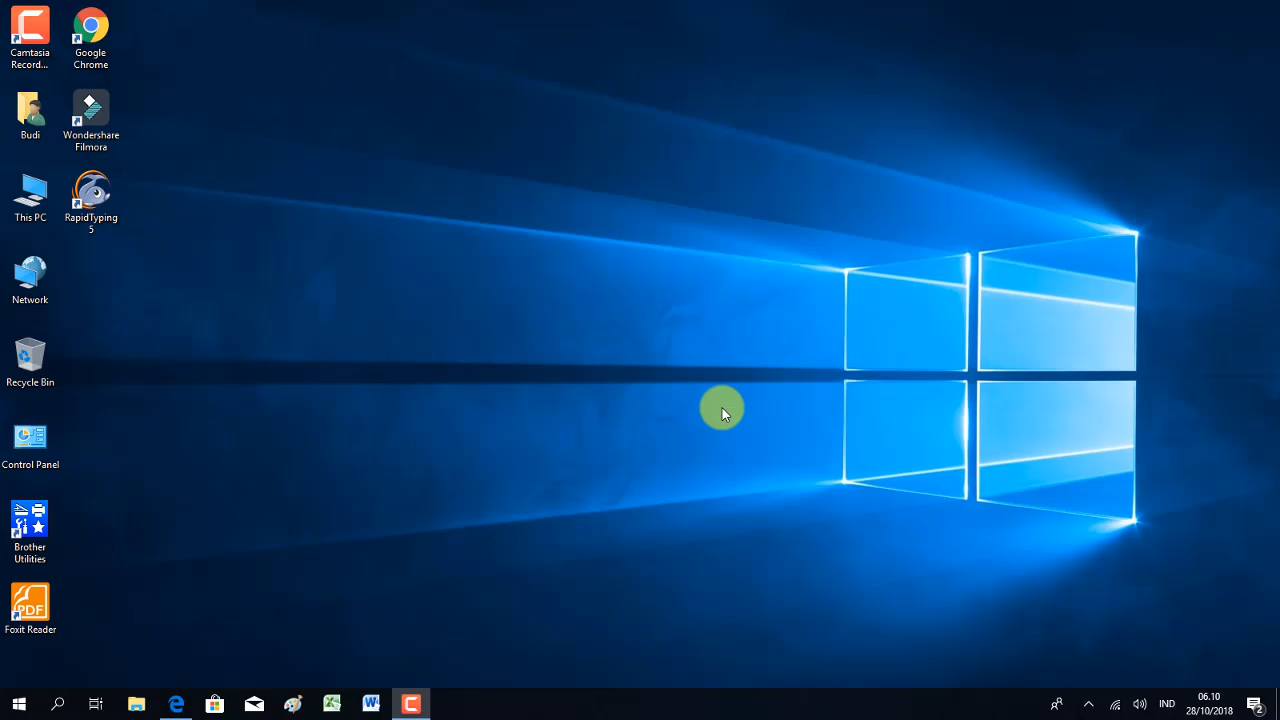 Camtasia
Record...
Google
Chrome
Budi
Wondershare
Filmora
This PC
RapidTyping
5
Network
Recycle Bin
Control Panel
Brother
Utilities
PDF
Foxit Reader
IND
06.10
28/10/2018
2